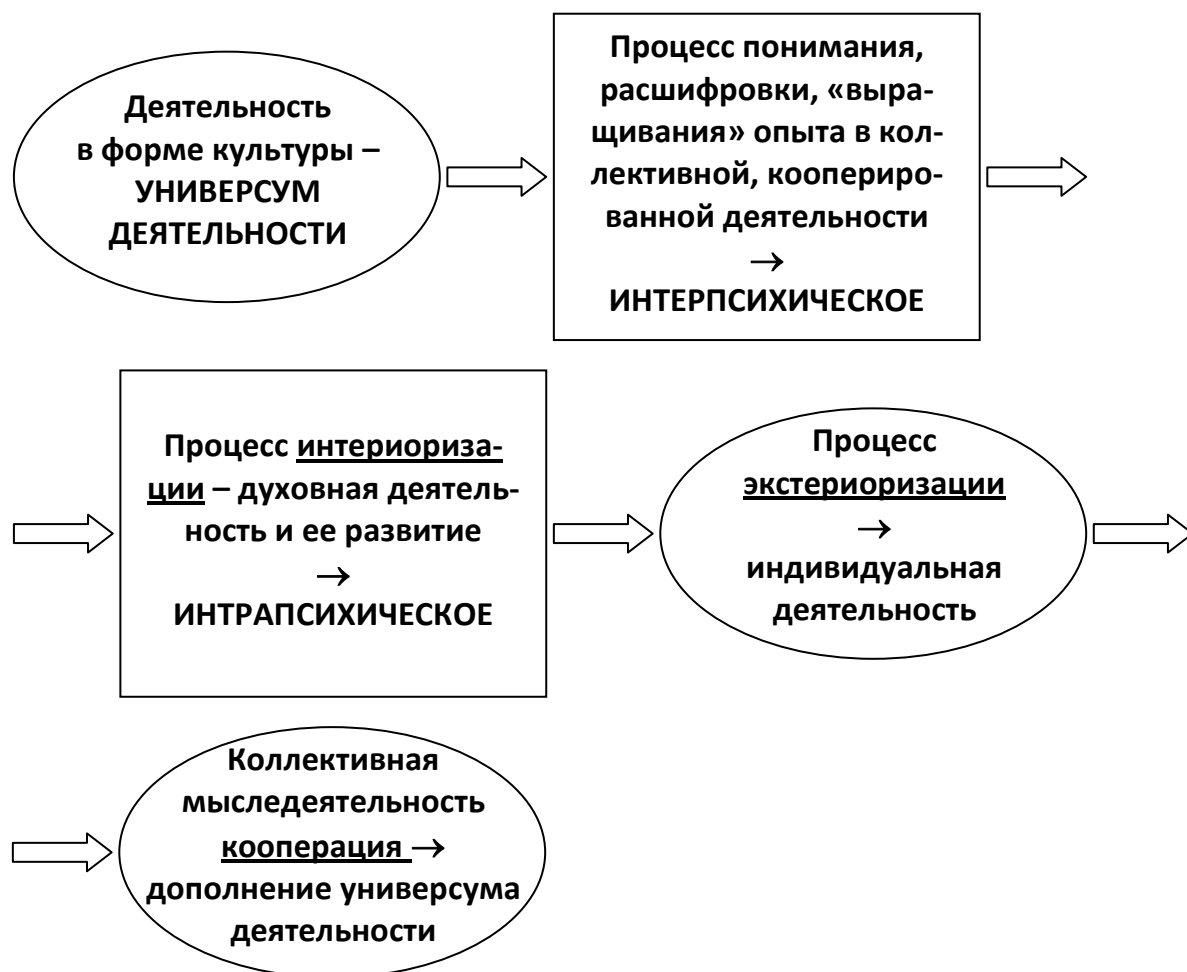 Деятельность
в форме культуры –
УНИВЕРСУМ
ДЕЯТЕЛЬНОСТИ
Процесс понимания,
расшифровки, «выра-
щивания» опыта в кол-
лективной, коопериро-
ванной деятельности
→
ИНТЕРПСИХИЧЕСКОЕ
Процесс интериориза-
ции – духовная деятель-
ность и ее развитие
→
ИНТРАПСИХИЧЕСКОЕ
Процесс
экстериоризации
→
индивидуальная
деятельность
Коллективная
мыследеятельность
кооперация →
дополнение универсума
деятельности